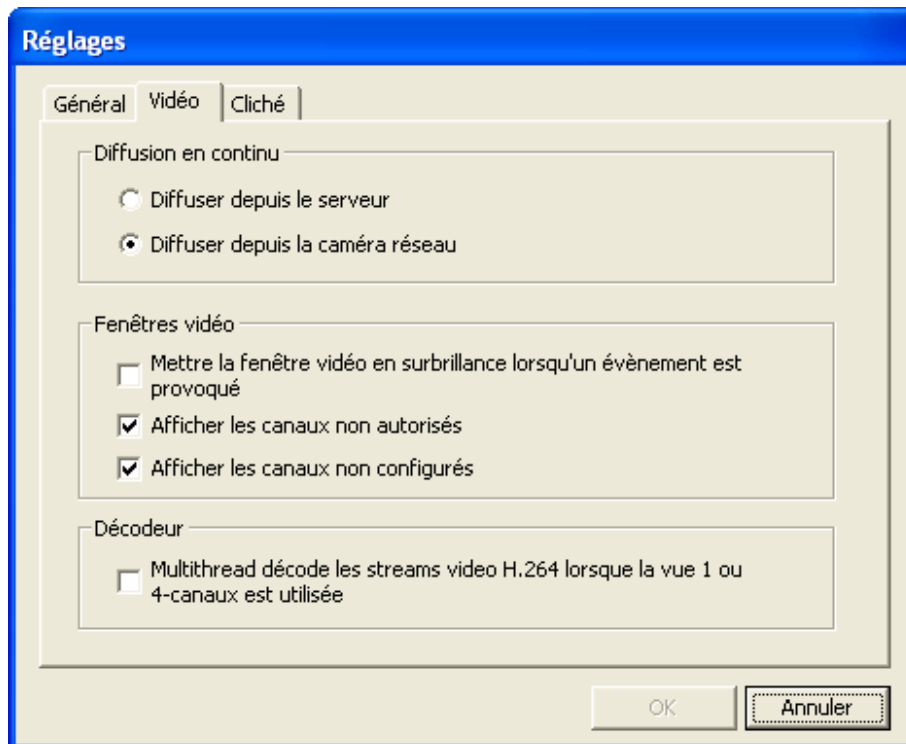 Réglages
Général Vidéo Cliché
Diffusion en continu
Diffuser depuis le serveur
Diffuser depuis la caméra réseau
Fenêtres vidéo
Mettre la fenêtre vidéo en surbrillance lorsqu'un évènement est
provoqué
Afficher les canaux non autorisés
Afficher les canaux non configurés
Décodeur
Multithread décode les streams video H.264 lorsque la vue 1 ou
4-canaux est utilisée
OK Annuler